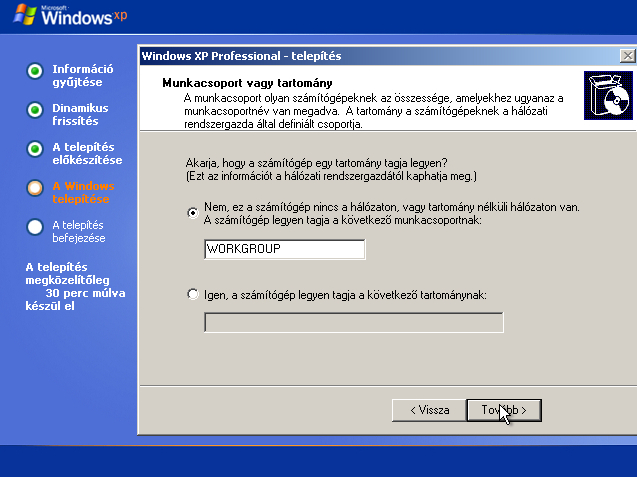 Microsoft
Windows xp
Windows XP Professional - telepítés
Információ
gyűjtése
Dinamikus
frissítés
A telepítés
előkészítése
A Windows
telepítése
A telepítés
befejezése
A telepítés
megközelítőleg
30 perc múlva
készül el
Munkacsoport vagy tartomány
A munkacsoport olyan számítógépeknek az összessége, amelyekhez ugyanaz a
munkacsoportnév van megadva. A tartomány a számítógépeknek a hálózati
rendszergazda által definiált csoportja.
Akarja, hogy a számítógép egy tartomány tagja legyen?
(Ezt az információt a hálózati rendszergazdától kaphatja meg.)
Nem, ez a számítógép nincs a hálózaton, vagy tartomány nélküli hálózaton van.
A számítógép legyen tagja a következő munkacsoportnak:
WORKGROUP
Igen, a számítógép legyen tagja a következő tartománynak:
< Vissza
Tovább >